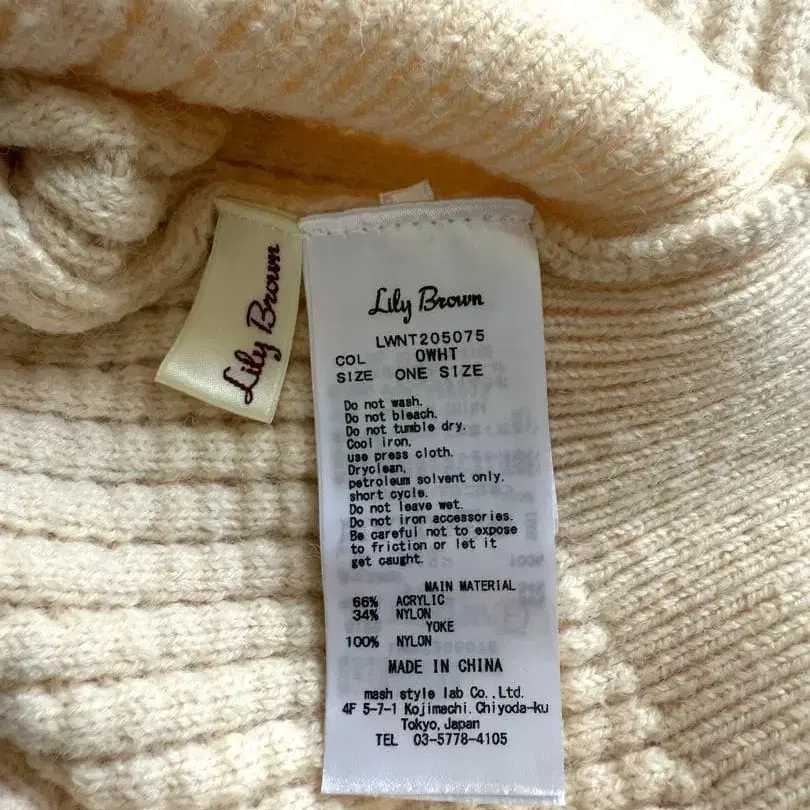 Lily Brown
Lily Brown
LWNT205075
COL OWHT
SIZE ONE SIZE
Do not wash.
Do not bleach.
Do not tumble dry.
Cool iron,
use press cloth.
Dryclean,
petroleum solvent only.
short cycle.
Do not leave wet.
Do not iron accessories.
Be careful not to expose
to friction or let it
get caught.
MAIN MATERIAL
66% ACRYLIC
34% NYLON
YOKE
100% NYLON
MADE IN CHINA
mash style lab Co.,Ltd.
4F 5-7-1 Kojimachi.Chiyoda-ku
Tokyo,Japan
TEL 03-5778-4105